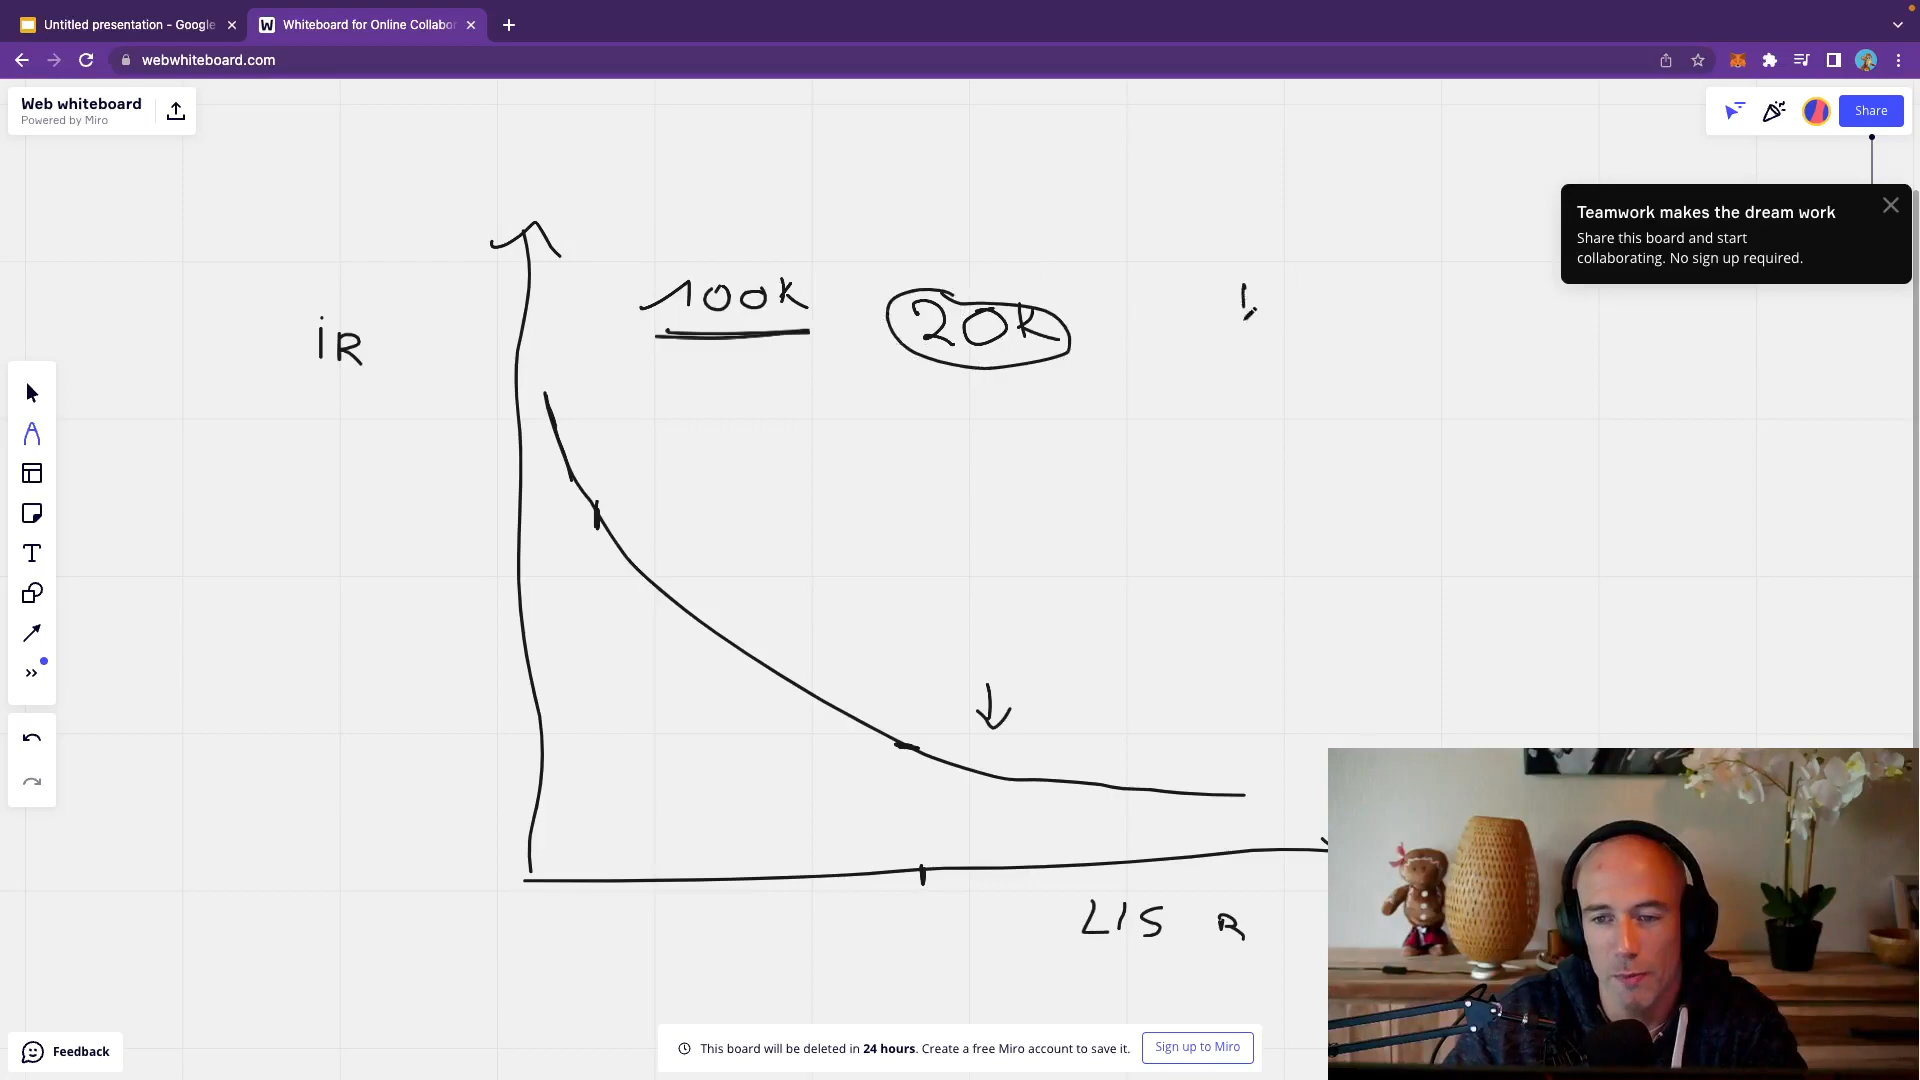 Untitled presentation - Google
Whiteboard for Online Collabor
webwhiteboard.com
Web whiteboard
Powered by Miro
Share
Teamwork makes the dream work
Share this board and start
collaborating. No sign up required.
100k
20k
iR
T
L/S R
Feedback
This board will be deleted in 24 hours. Create a free Miro account to save it.
Sign up to Miro